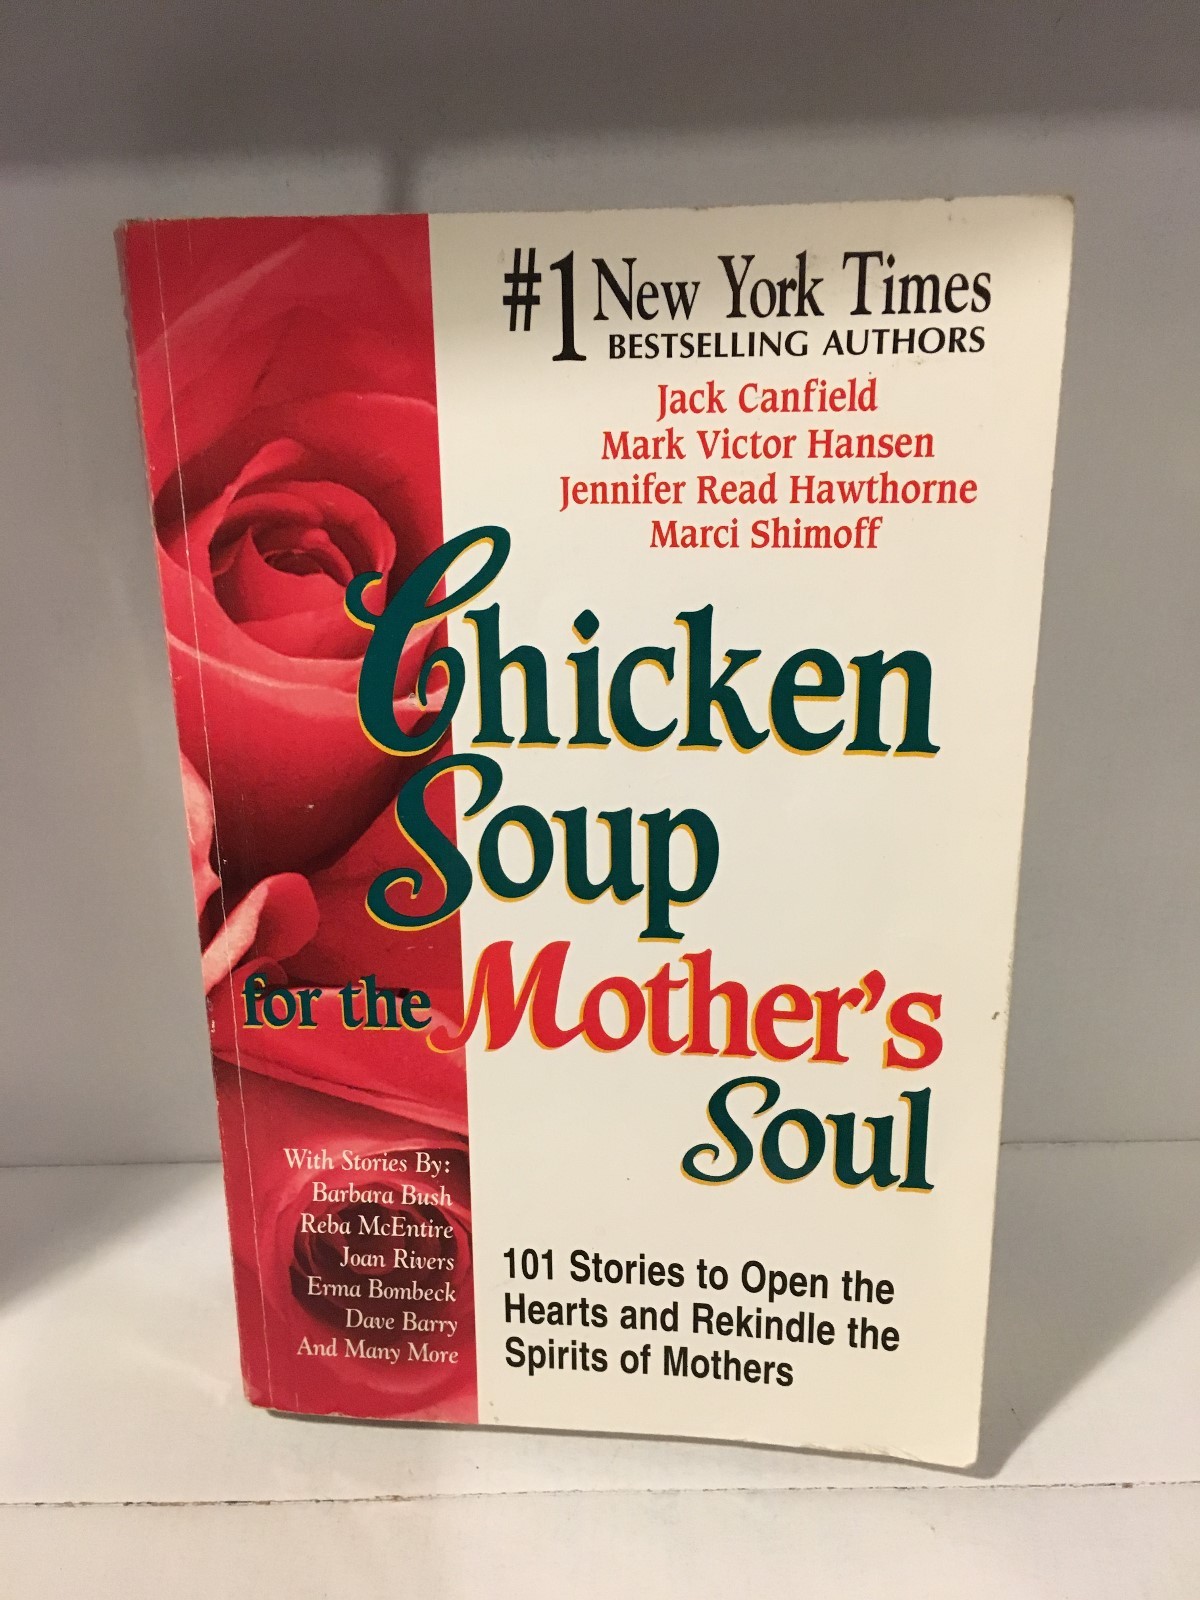 #1 New York Times
BESTSELLING AUTHORS
Jack Canfield
Mark Victor Hansen
Jennifer Read Hawthorne
Marci Shimoff
Chicken
Soup
for the Mother's
Soul
With Stories By:
Barbara Bush
Reba McEntire
Joan Rivers
Erma Bombeck
Dave Barry
And Many More
101 Stories to Open the
Hearts and Rekindle the
Spirits of Mothers